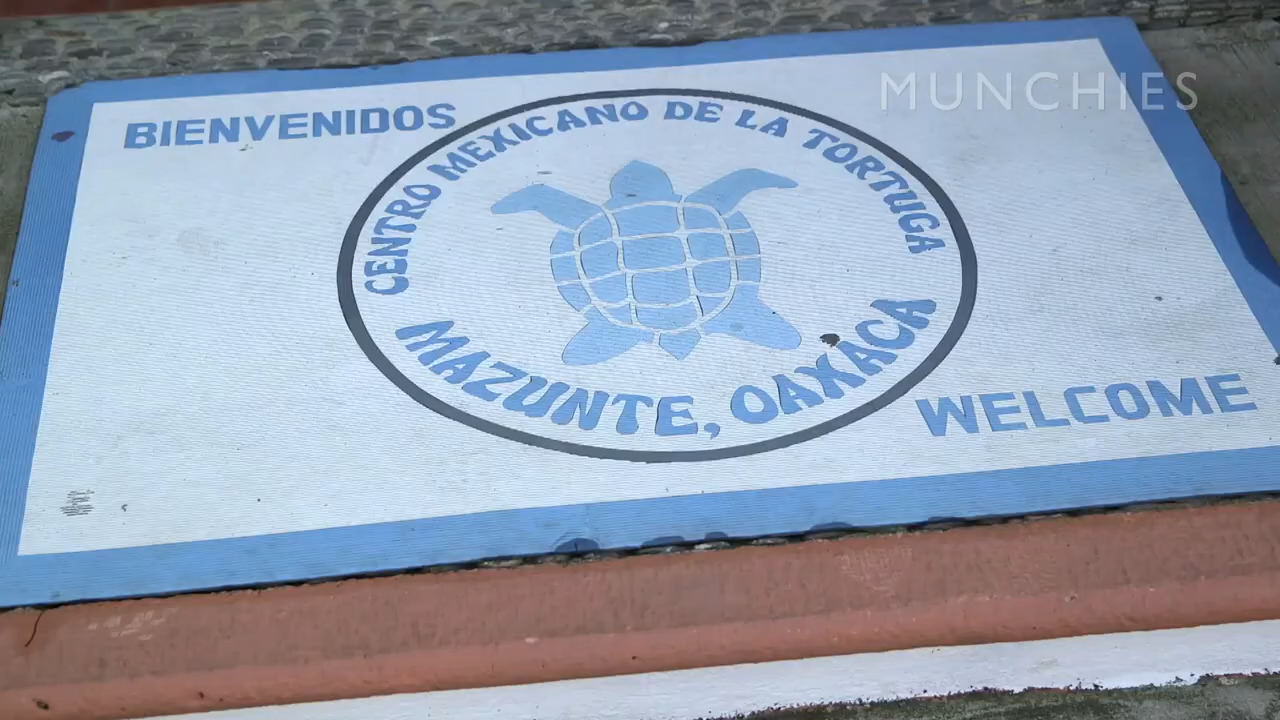 MUNCHIES
BIENVENIDOS
CENTRO MEXICANO DE LA TORTUGA
MAZUNTE, OAXACA
WELCOME